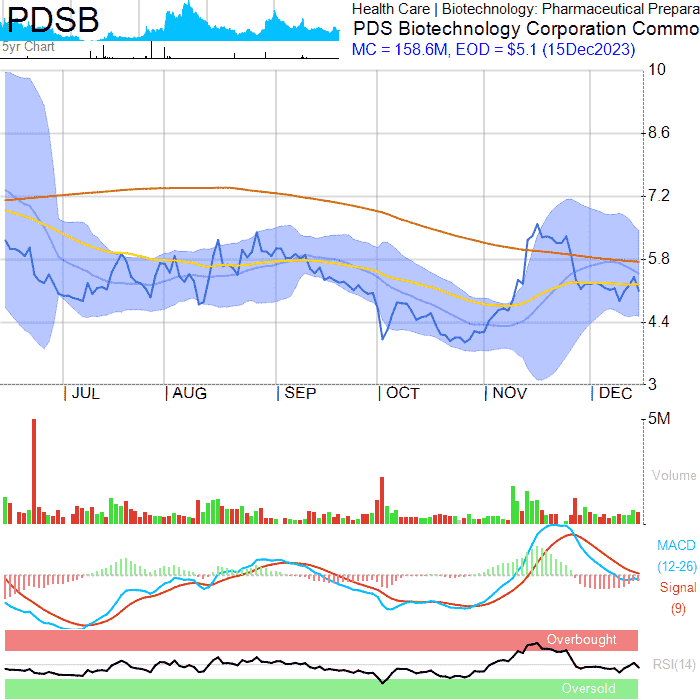 PDSB
Health Care | Biotechnology: Pharmaceutical Prepara
PDS Biotechnology Corporation Commo
5yr Chart
MC = 158.6M, EOD = $5.1 (15Dec2023)
10
8.6
7.2
5.8
4.4
3
| JUL | AUG | SEP | OCT | NOV | DEC
5M
Volume
MACD
(12-26)
Signal
(9)
Overbought
RSI(14)
Oversold